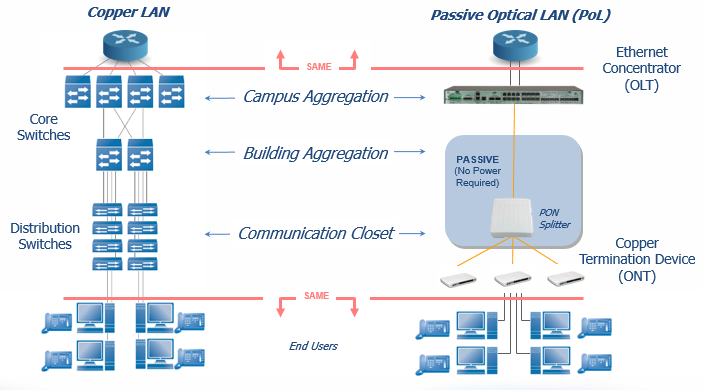 Copper LAN
Passive Optical LAN (PoL)
SAME
Ethernet
Concentrator
(OLT)
Core
Switches
Campus Aggregation
Building Aggregation
PASSIVE
(No Power
Required)
PON
Splitter
Distribution
Switches
Communication Closet
Copper
Termination Device
(ONT)
SAME
End Users